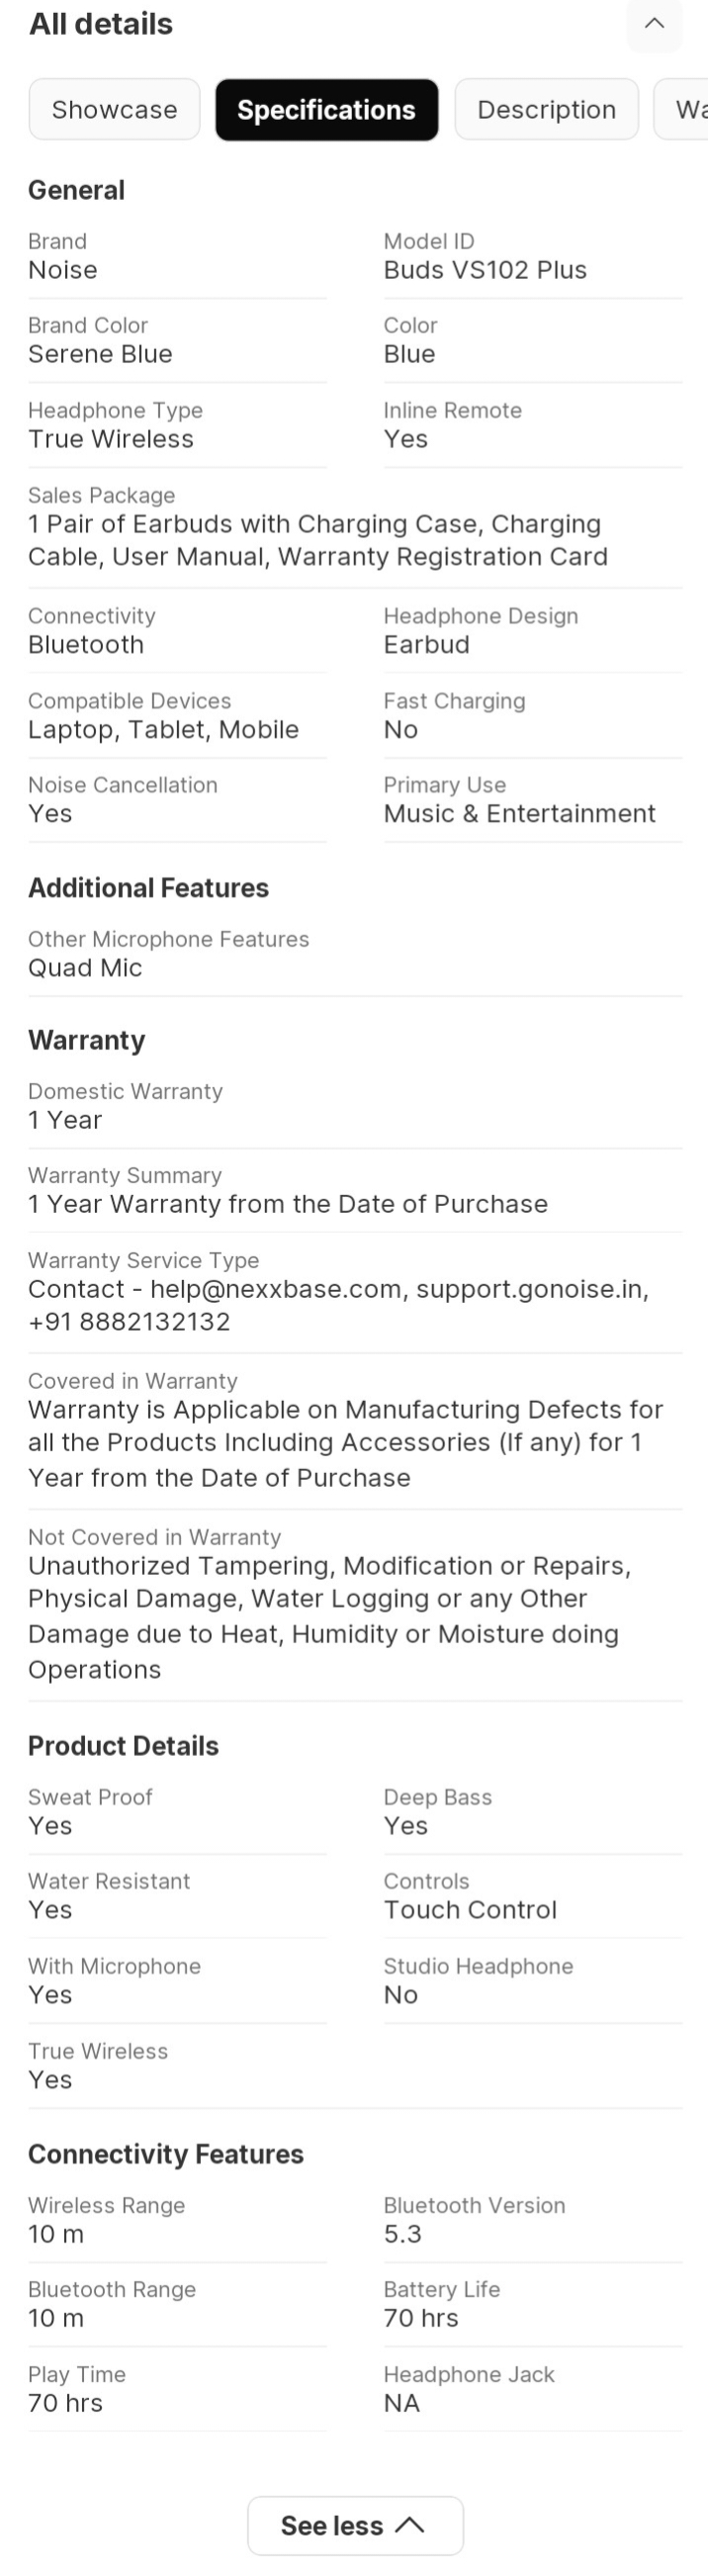 All details
Showcase Specifications Description Wa
General
Brand Model ID
Noise Buds VS102 Plus
Brand Color Color
Serene Blue Blue
Headphone Type Inline Remote
True Wireless Yes
Sales Package
1 Pair of Earbuds with Charging Case, Charging
Cable, User Manual, Warranty Registration Card
Connectivity Headphone Design
Bluetooth Earbud
Compatible Devices Fast Charging
Laptop, Tablet, Mobile No
Noise Cancellation Primary Use
Yes Music & Entertainment
Additional Features
Other Microphone Features
Quad Mic
Warranty
Domestic Warranty
1 Year
Warranty Summary
1 Year Warranty from the Date of Purchase
Warranty Service Type
Contact - help@nexxbase.com, support.gonoise.in,
+91 8882132132
Covered in Warranty
Warranty is Applicable on Manufacturing Defects for
all the Products Including Accessories (If any) for 1
Year from the Date of Purchase
Not Covered in Warranty
Unauthorized Tampering, Modification or Repairs,
Physical Damage, Water Logging or any Other
Damage due to Heat, Humidity or Moisture doing
Operations
Product Details
Sweat Proof Deep Bass
Yes Yes
Water Resistant Controls
Yes Touch Control
With Microphone Studio Headphone
Yes No
True Wireless
Yes
Connectivity Features
Wireless Range Bluetooth Version
10 m 5.3
Bluetooth Range Battery Life
10 m 70 hrs
Play Time Headphone Jack
70 hrs NA
See less